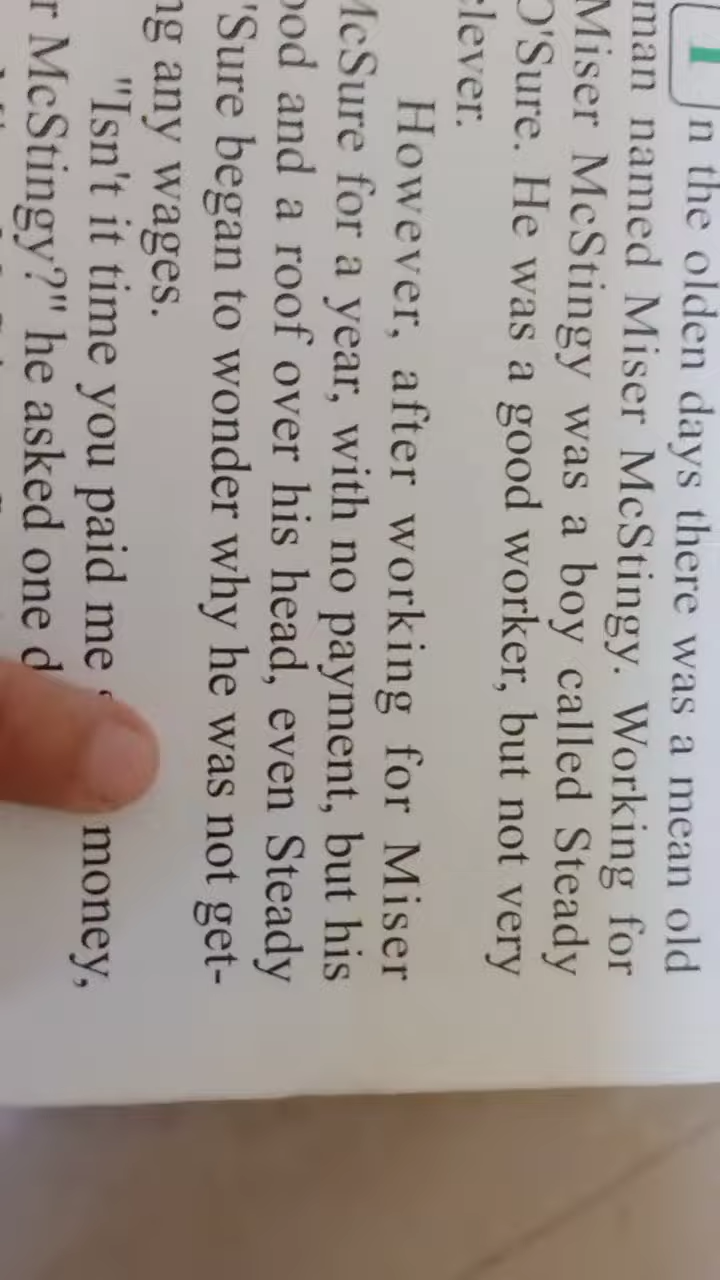 In the olden days there was a mean old
man named Miser McStingy. Working for
Miser McStingy was a boy called Steady
O'Sure. He was a good worker, but not very
clever.
However, after working for Miser
McSure for a year, with no payment, but his
ood and a roof over his head, even Steady
'Sure began to wonder why he was not get-
ng any wages.
"Isn't it time you paid me money,
r McStingy?" he asked one d